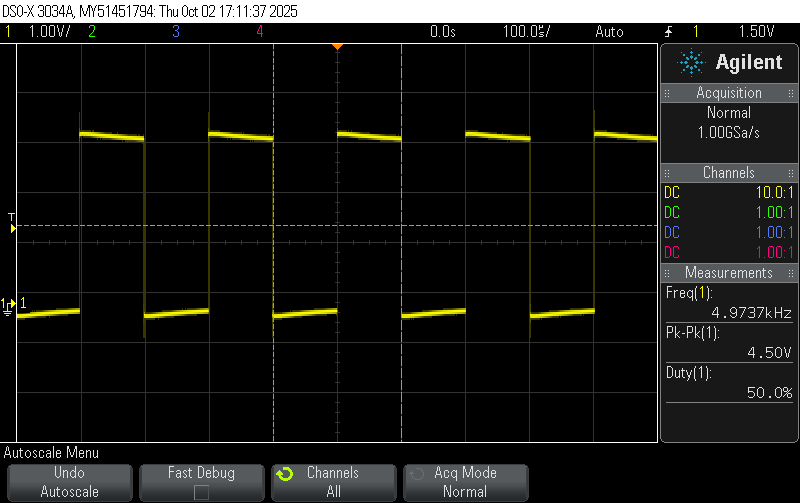 DSO-X 3034A, MY51451794: Thu Oct 02 17:11:37 2025
1 1.00V/ 2 3 4 0.0s 100.0㎲/ Auto 1 1.50V
Agilent
Acquisition
Normal
1.00GSa/s
Channels
DC 10.0:1
DC 1.00:1
DC 1.00:1
DC 1.00:1
Measurements
Freq(1):
4.9737kHz
Pk-Pk(1):
4.50V
Duty(1):
50.0%
T
1 1
Autoscale Menu
Undo
Autoscale
Fast Debug
Channels
All
Acq Mode
Normal